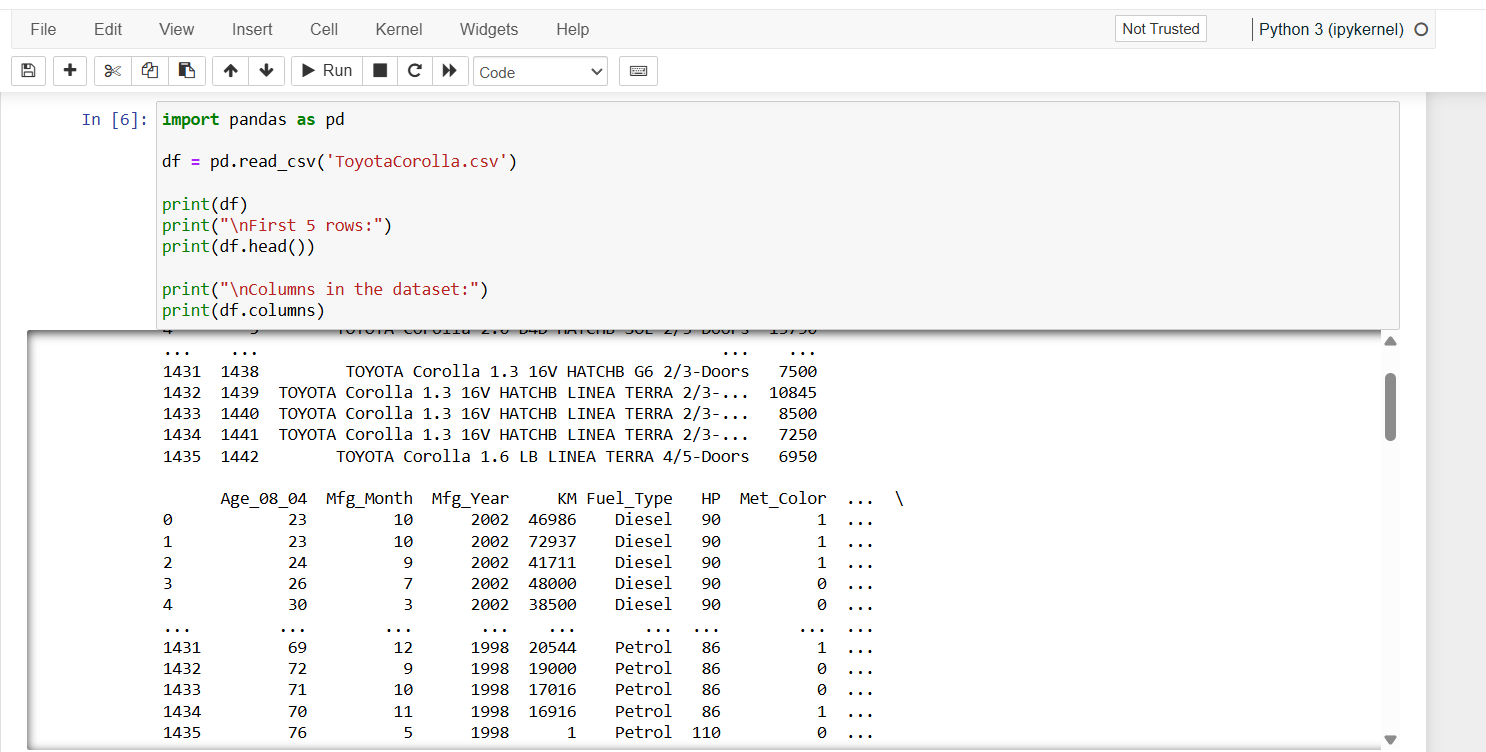 File Edit View Insert Cell Kernel Widgets Help Not Trusted Python 3 (ipykernel)
Run Code
In [6]: import pandas as pd
df = pd.read_csv('ToyotaCorolla.csv')
print(df)
print("\nFirst 5 rows:")
print(df.head())
print("\nColumns in the dataset:")
print(df.columns)
... ... ... ...
1431 1438 TOYOTA Corolla 1.3 16V HATCHB G6 2/3-Doors 7500
1432 1439 TOYOTA Corolla 1.3 16V HATCHB LINEA TERRA 2/3-... 10845
1433 1440 TOYOTA Corolla 1.3 16V HATCHB LINEA TERRA 2/3-... 8500
1434 1441 TOYOTA Corolla 1.3 16V HATCHB LINEA TERRA 2/3-... 7250
1435 1442 TOYOTA Corolla 1.6 LB LINEA TERRA 4/5-Doors 6950
Age_08_04 Mfg_Month Mfg_Year KM Fuel_Type HP Met_Color ... \
0 23 10 2002 46986 Diesel 90 1 ...
1 23 10 2002 72937 Diesel 90 1 ...
2 24 9 2002 41711 Diesel 90 1 ...
3 26 7 2002 48000 Diesel 90 0 ...
4 30 3 2002 38500 Diesel 90 0 ...
... ... ... ... ... ... ... ... ...
1431 69 12 1998 20544 Petrol 86 1 ...
1432 72 9 1998 19000 Petrol 86 0 ...
1433 71 10 1998 17016 Petrol 86 0 ...
1434 70 11 1998 16916 Petrol 86 1 ...
1435 76 5 1998 1 Petrol 110 0 ...